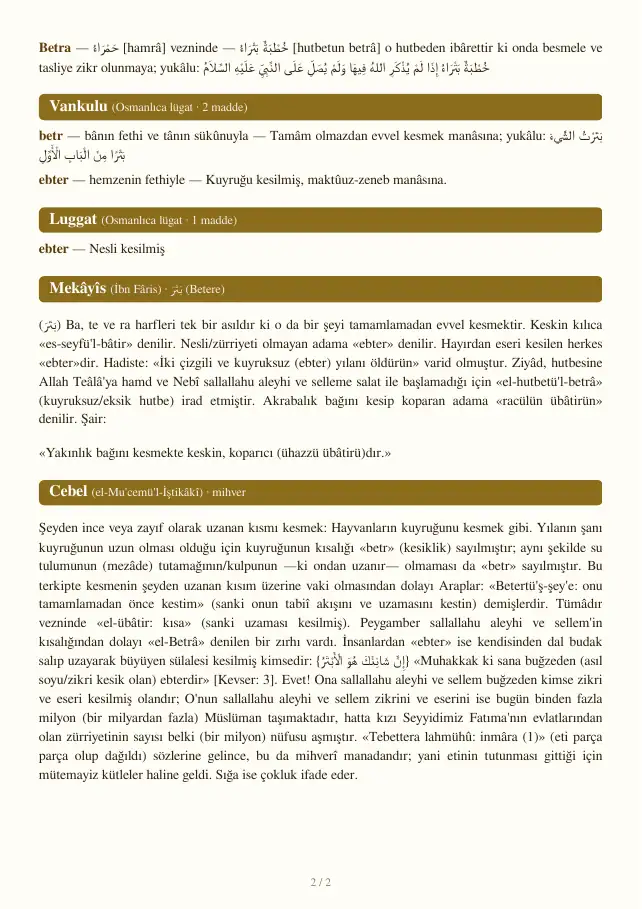 Betra — حَمْرَاءُ [hamrâ] vezninde — خُطْبَةٌ بَتْرَاءُ [hutbetun betrâ] o hutbeden ibârettir ki onda besmele ve
tasliye zikr olunmaya; yukâlu: خُطْبَةٌ بَتْرَاءُ إِذَا لَمْ يُذْكَرِ اللهُ فِيهَا وَلَمْ يُصَلِّ عَلَى النَّبِيِّ عَلَيْهِ السَّلاَمُ
Vankulu (Osmanlıca lügat · 2 madde)
betr — bânın fethi ve tânın sükûnuyla — Tamâm olmazdan evvel kesmek manâsına; yukâlu: بَتَرْتُ الشَّيْءَ
بَتْرًا مِنْ الْبَابِ الْأَوَّلِ
ebter — hemzenin fethiyle — Kuyruğu kesilmiş, maktûuz-zeneb manâsına.
Luggat (Osmanlıca lügat · 1 madde)
ebter — Nesli kesilmiş
Mekâyîs (İbn Fâris) · بَتَرَ (Betere)
(بَتَرَ) Ba, te ve ra harfleri tek bir asıldır ki o da bir şeyi tamamlamadan evvel kesmektir. Keskin kılıca
«es-seyfü'l-bâtir» denilir. Nesli/zürriyeti olmayan adama «ebter» denilir. Hayırdan eseri kesilen herkes
«ebter»dir. Hadiste: «İki çizgili ve kuyruksuz (ebter) yılanı öldürün» varid olmuştur. Ziyâd, hutbesine
Allah Teâlâ'ya hamd ve Nebî sallallahu aleyhi ve selleme salat ile başlamadığı için «el-hutbetü'l-betrâ»
(kuyruksuz/eksik hutbe) irad etmiştir. Akrabalık bağını kesip koparan adama «racülün übâtirün»
denilir. Şair:
«Yakınlık bağını kesmekte keskin, koparıcı (ühazzü übâtirü)dır.»
Cebel (el-Mu'cemü'l-İştikâkî) · mihver
Şeyden ince veya zayıf olarak uzanan kısmı kesmek: Hayvanların kuyruğunu kesmek gibi. Yılanın şanı
kuyruğunun uzun olması olduğu için kuyruğunun kısalığı «betr» (kesiklik) sayılmıştır; aynı şekilde su
tulumunun (mezâde) tutamağının/kulpunun —ki ondan uzanır— olmaması da «betr» sayılmıştır. Bu
terkipte kesmenin şeyden uzanan kısım üzerine vaki olmasından dolayı Araplar: «Betertü'ş-şey'e: onu
tamamlamadan önce kestim» (sanki onun tabiî akışını ve uzamasını kestin) demişlerdir. Tümâdır
vezninde «el-übâtir: kısa» (sanki uzaması kesilmiş). Peygamber sallallahu aleyhi ve sellem'in
kısalığından dolayı «el-Betrâ» denilen bir zırhı vardı. İnsanlardan «ebter» ise kendisinden dal budak
salıp uzayarak büyüyen sülalesi kesilmiş kimsedir: {إِنَّ شَانِئَكَ هُوَ الْأَبْتَرُ} «Muhakkak ki sana buğzeden (asıl
soyu/zikri kesik olan) ebterdir» [Kevser: 3]. Evet! Ona sallallahu aleyhi ve sellem buğzeden kimse zikri
ve eseri kesilmiş olandır; O'nun sallallahu aleyhi ve sellem zikrini ve eserini ise bugün binden fazla
milyon (bir milyardan fazla) Müslüman taşımaktadır, hatta kızı Seyyidimiz Fatıma'nın evlatlarından
olan zürriyetinin sayısı belki (bir milyon) nüfusu aşmıştır. «Tebettera lahmühû: inmâra (1)» (eti parça
parça olup dağıldı) sözlerine gelince, bu da mihverî manadandır; yani etinin tutunması gittiği için
mütemayiz kütleler haline geldi. Sığa ise çokluk ifade eder.
2 / 2